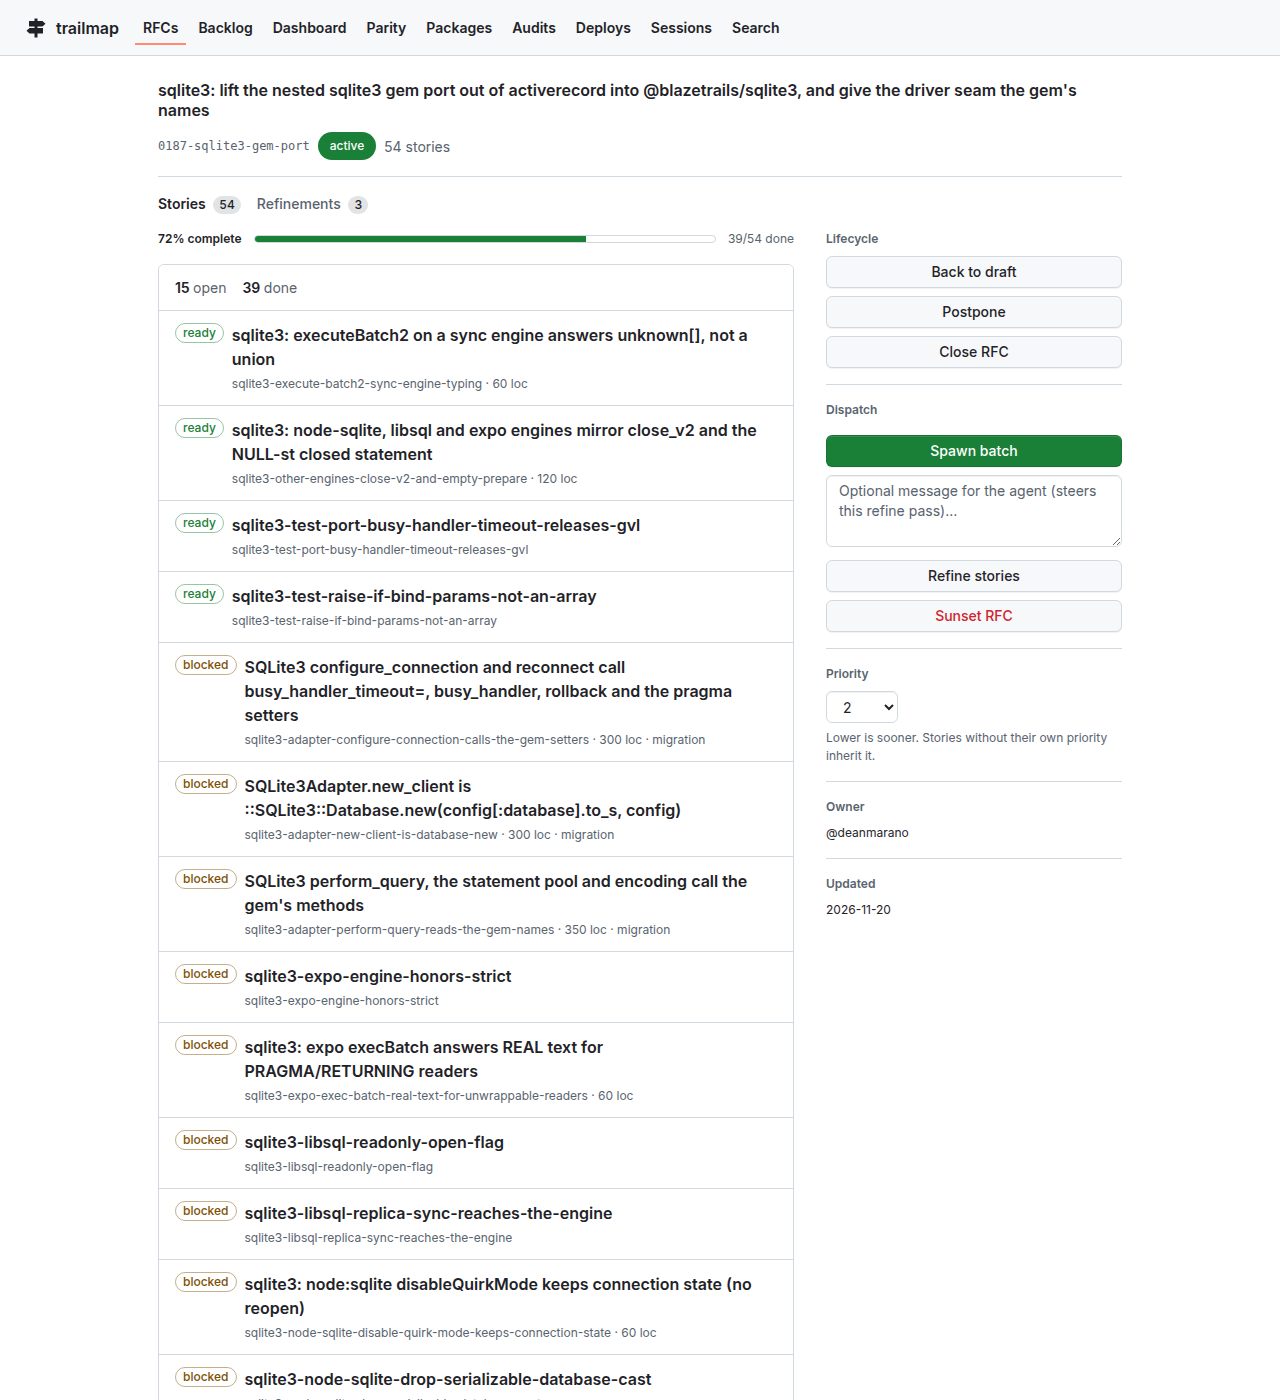 trailmap RFCs Backlog Dashboard Parity Packages Audits Deploys Sessions Search
sqlite3: lift the nested sqlite3 gem port out of activerecord into @blazetrails/sqlite3, and give the driver seam the gem's
names
0187-sqlite3-gem-port active 54 stories
Stories 54 Refinements 3
72% complete 39/54 done
15 open 39 done
ready sqlite3: executeBatch2 on a sync engine answers unknown[], not a
union
sqlite3-execute-batch2-sync-engine-typing · 60 loc
ready sqlite3: node-sqlite, libsql and expo engines mirror close_v2 and the
NULL-st closed statement
sqlite3-other-engines-close-v2-and-empty-prepare · 120 loc
ready sqlite3-test-port-busy-handler-timeout-releases-gvl
sqlite3-test-port-busy-handler-timeout-releases-gvl
ready sqlite3-test-raise-if-bind-params-not-an-array
sqlite3-test-raise-if-bind-params-not-an-array
blocked SQLite3 configure_connection and reconnect call
busy_handler_timeout=, busy_handler, rollback and the pragma
setters
sqlite3-adapter-configure-connection-calls-the-gem-setters · 300 loc · migration
blocked SQLite3Adapter.new_client is
::SQLite3::Database.new(config[:database].to_s, config)
sqlite3-adapter-new-client-is-database-new · 300 loc · migration
blocked SQLite3 perform_query, the statement pool and encoding call the
gem's methods
sqlite3-adapter-perform-query-reads-the-gem-names · 350 loc · migration
blocked sqlite3-expo-engine-honors-strict
sqlite3-expo-engine-honors-strict
blocked sqlite3: expo execBatch answers REAL text for
PRAGMA/RETURNING readers
sqlite3-expo-exec-batch-real-text-for-unwrappable-readers · 60 loc
blocked sqlite3-libsql-readonly-open-flag
sqlite3-libsql-readonly-open-flag
blocked sqlite3-libsql-replica-sync-reaches-the-engine
sqlite3-libsql-replica-sync-reaches-the-engine
blocked sqlite3: node:sqlite disableQuirkMode keeps connection state (no
reopen)
sqlite3-node-sqlite-disable-quirk-mode-keeps-connection-state · 60 loc
blocked sqlite3-node-sqlite-drop-serializable-database-cast
Lifecycle
Back to draft
Postpone
Close RFC
Dispatch
Spawn batch
Optional message for the agent (steers
this refine pass)...
Refine stories
Sunset RFC
Priority
2
Lower is sooner. Stories without their own priority
inherit it.
Owner
@deanmarano
Updated
2026-11-20